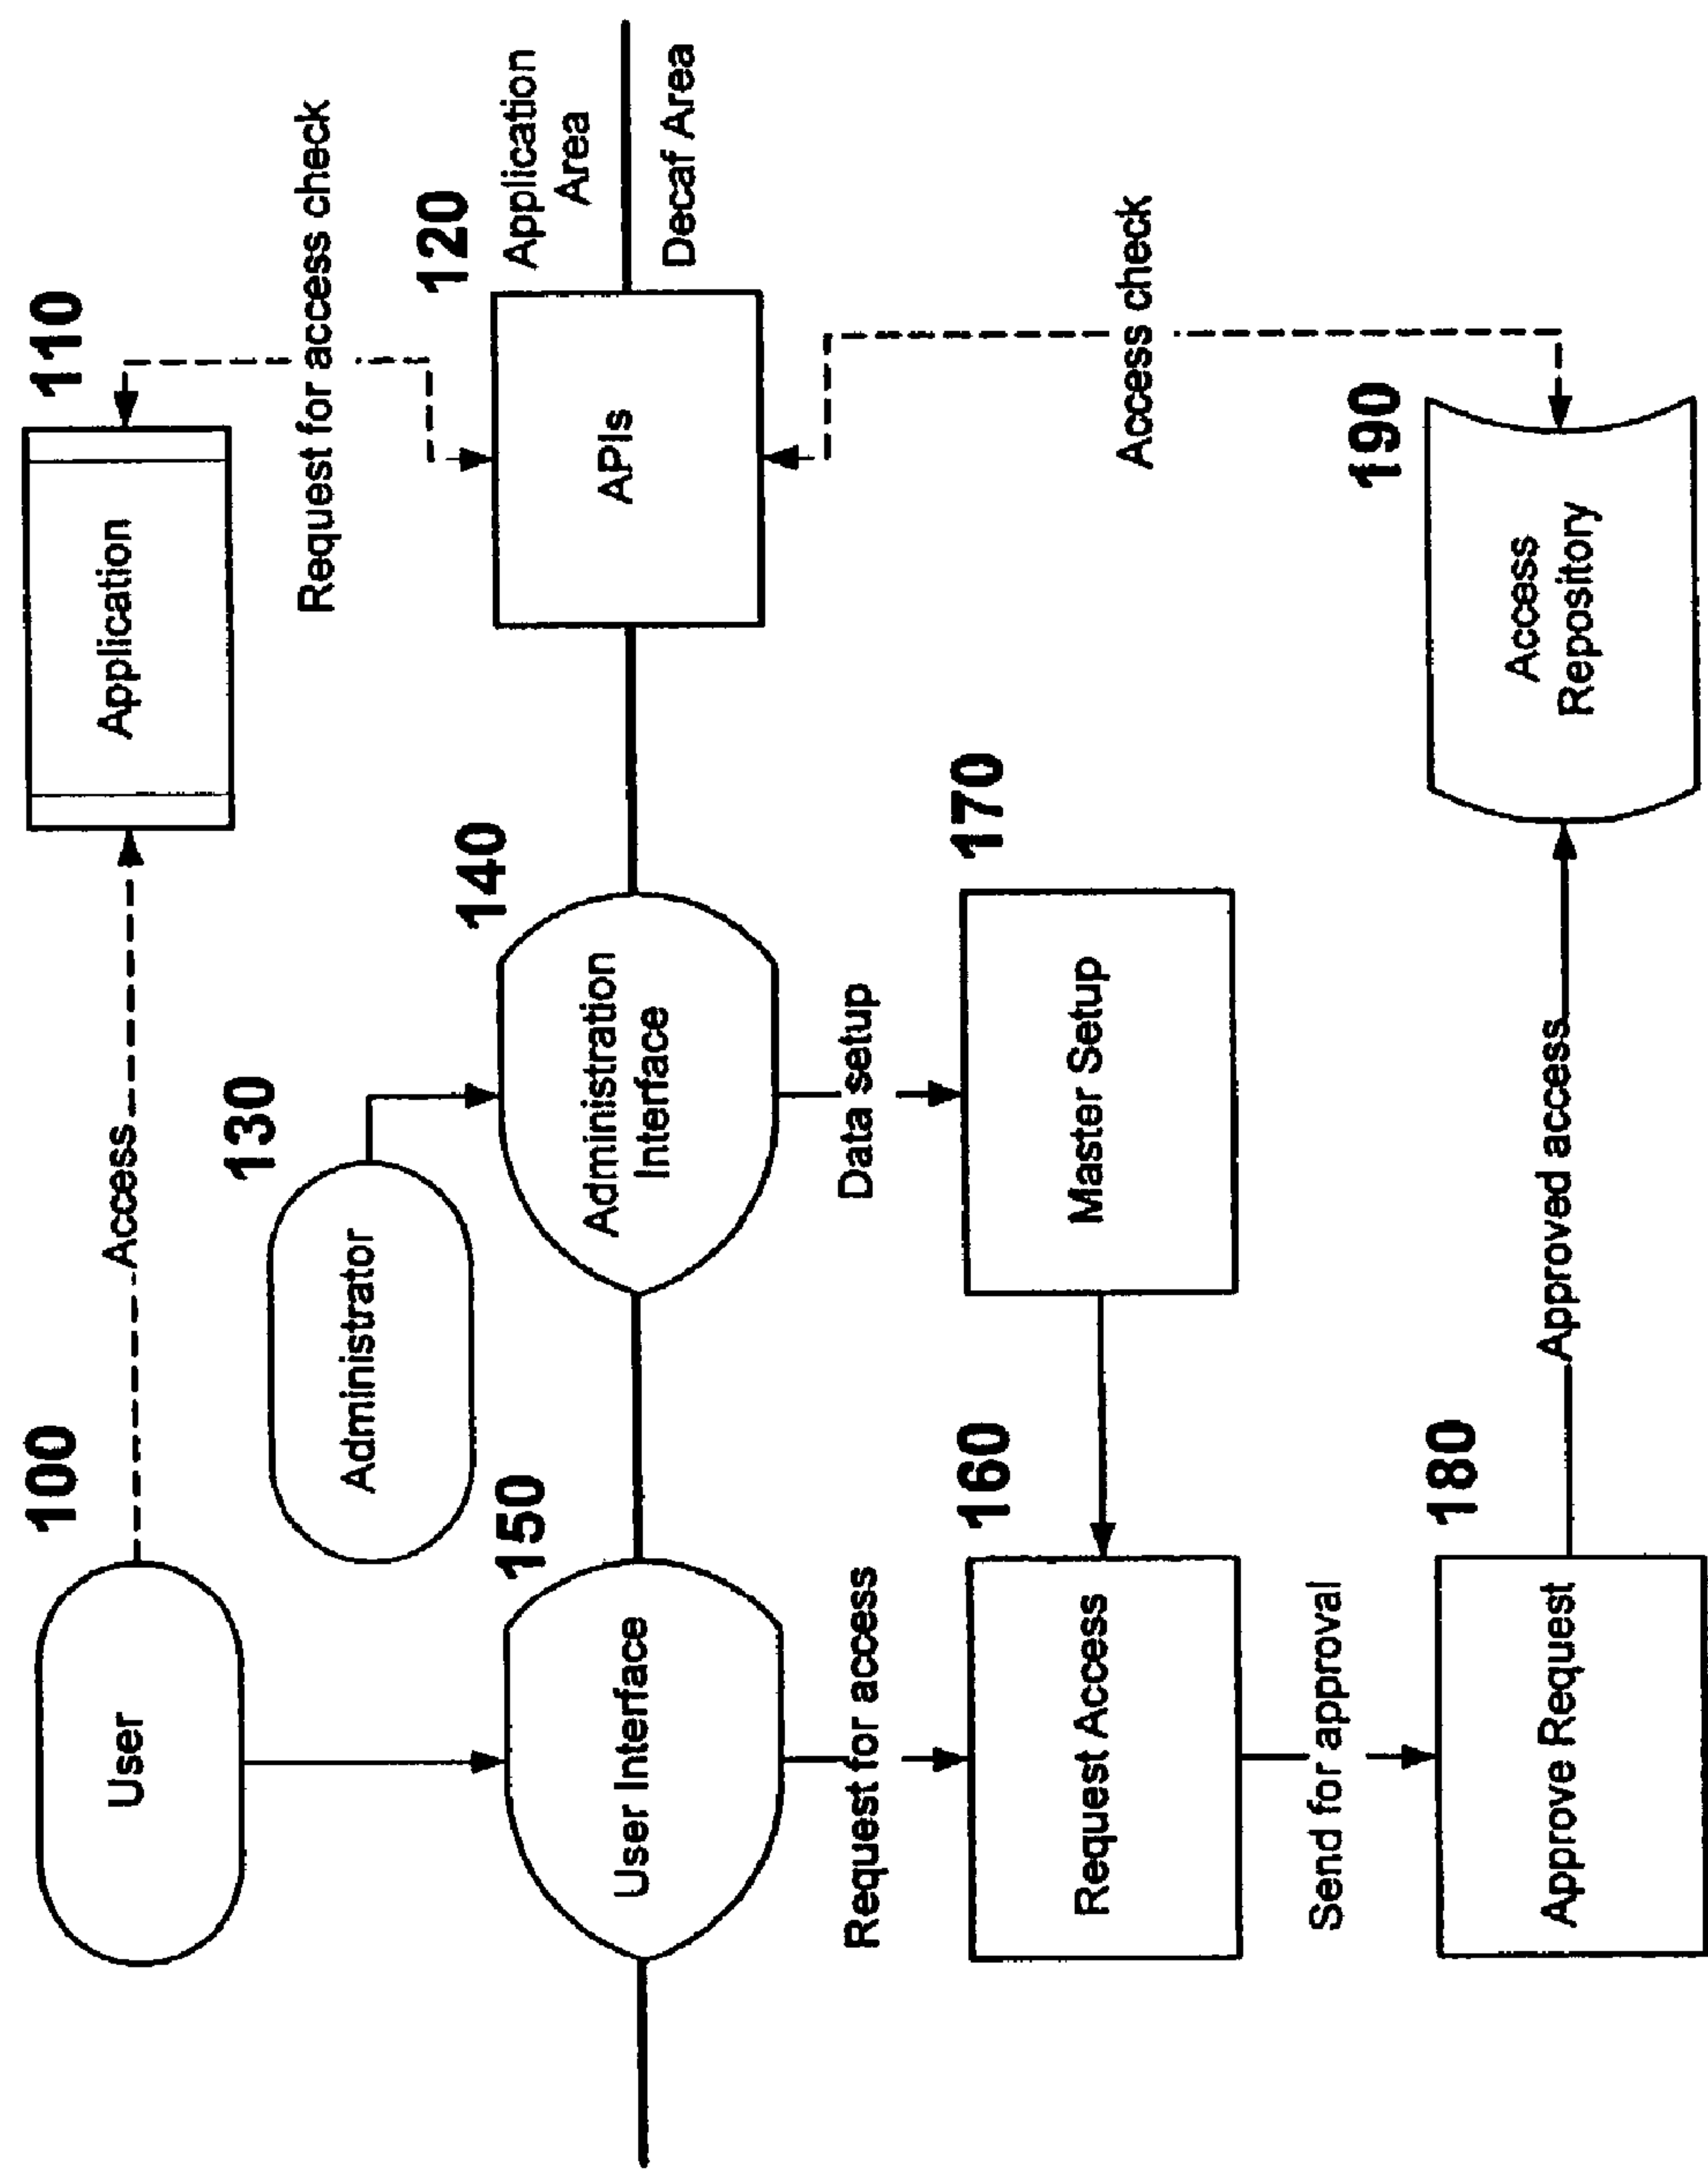 100
110
User
Access
Application
130
Request for access check
Administrator
120
150
140
Application
Area
User Interface
Administration
Interface
APIs
Decaf Area
Request for access
Data setup
160
170
Access check
Request Access
Master Setup
Send for approval
180
190
Approve Request
Approved access
Access
Repository